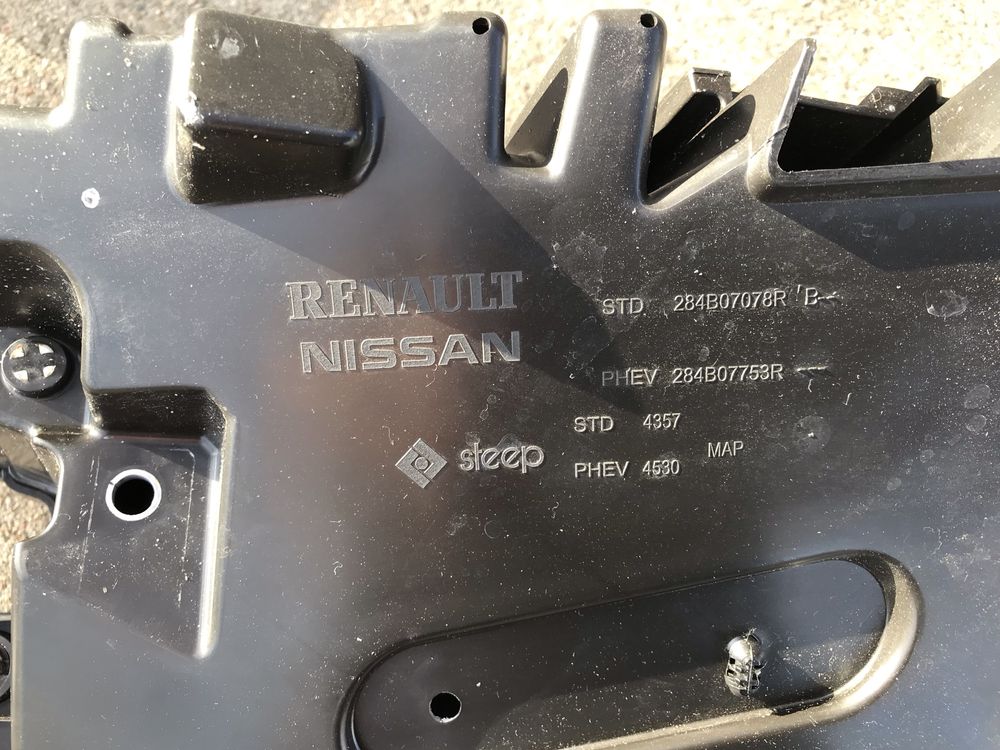 RENAULT
NISSAN
STD 284B07078R 'B
PHEV 284B07753R
steep
STD 4357
PHEV 4530
MAP